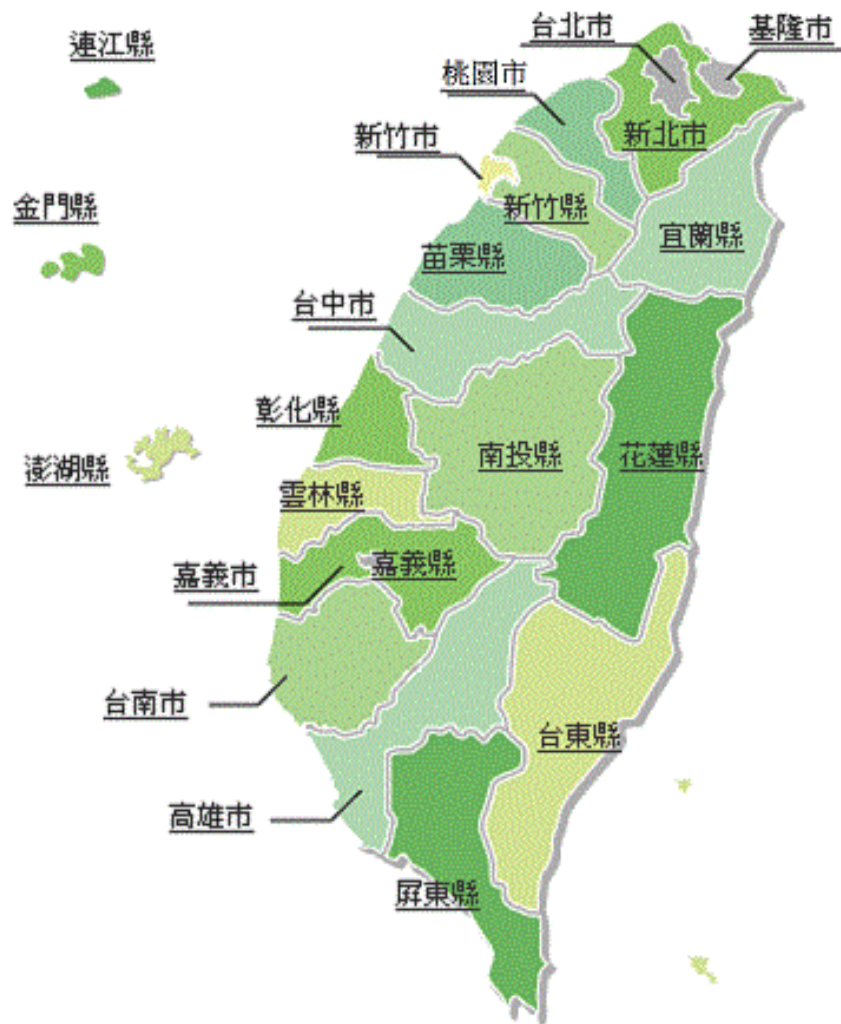 台北市
基隆市
連江縣
桃園市
新竹市
新北市
金門縣
新竹縣
宜蘭縣
苗栗縣
台中市
彰化縣
澎湖縣
南投縣
花蓮縣
雲林縣
嘉義市
嘉義縣
台南市
台東縣
高雄市
屏東縣